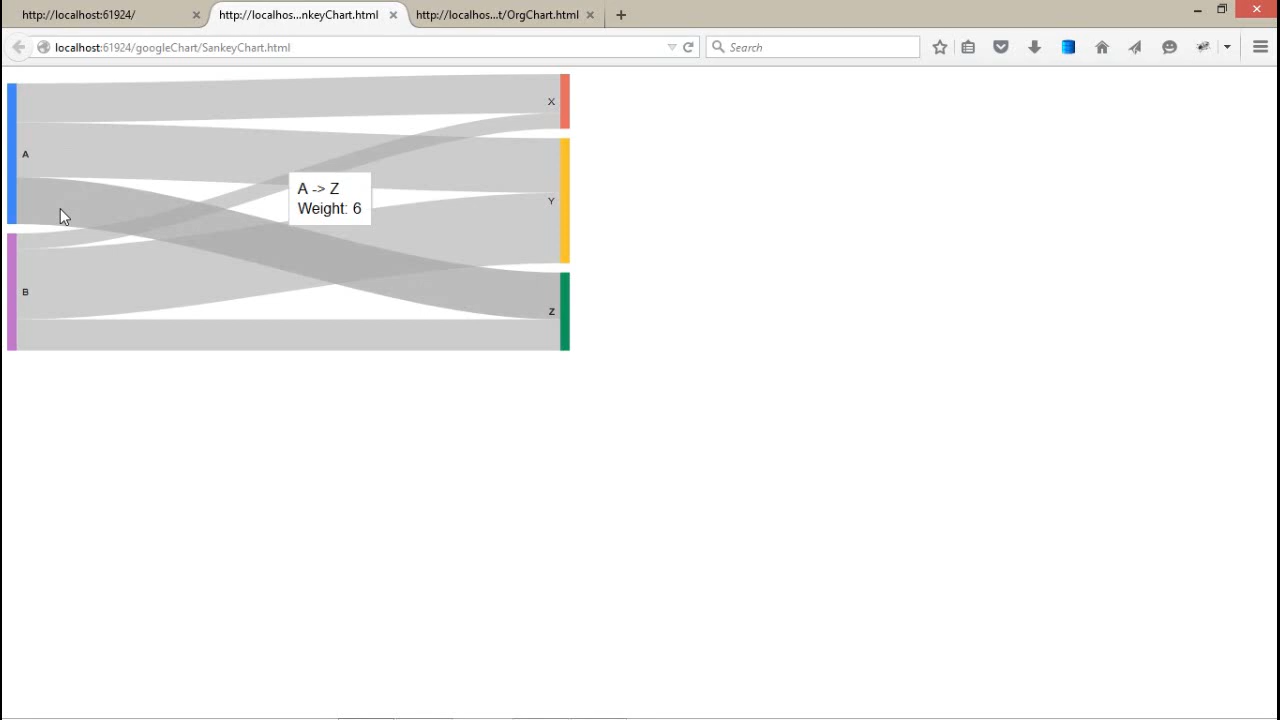 http://localhost:61924/
http://localhos...nkeyChart.html
http://localhos...t/OrgChart.html
localhost:61924/googleChart/SankeyChart.html
Search
X
A
A -> Z
Weight: 6
Y
B
Z